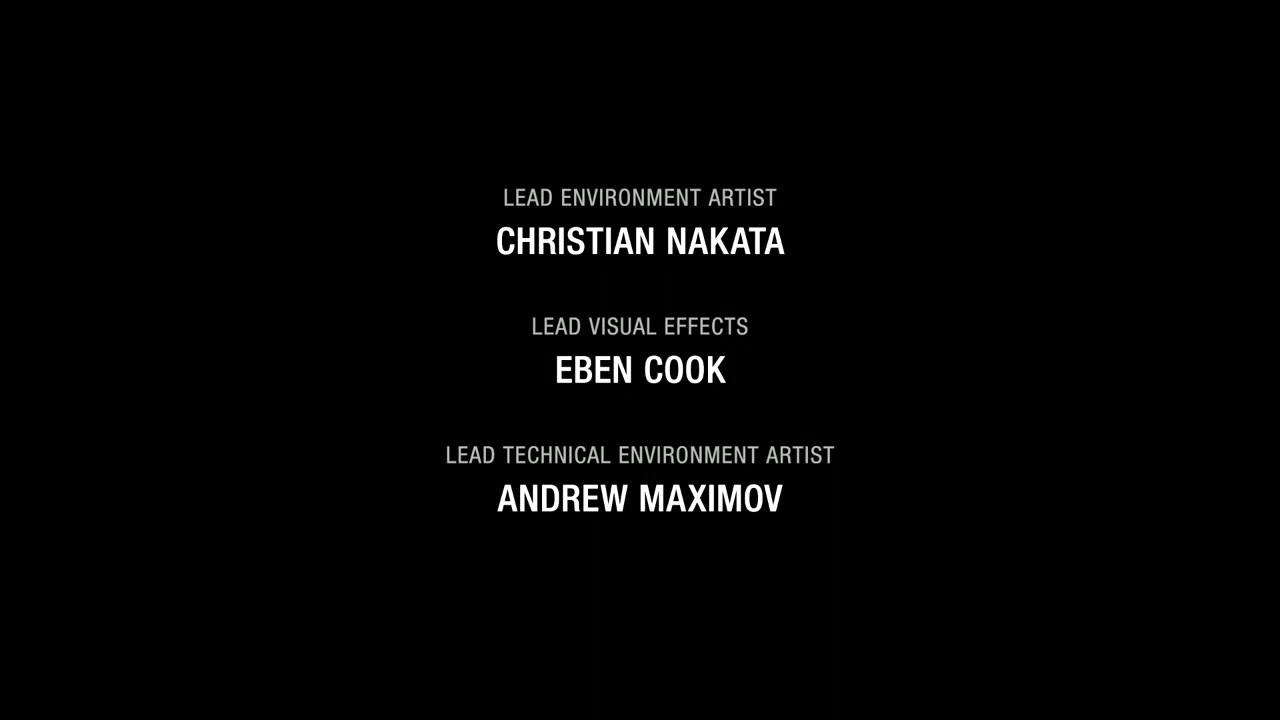 LEAD ENVIRONMENT ARTIST
CHRISTIAN NAKATA
LEAD VISUAL EFFECTS
EBEN COOK
LEAD TECHNICAL ENVIRONMENT ARTIST
ANDREW MAXIMOV